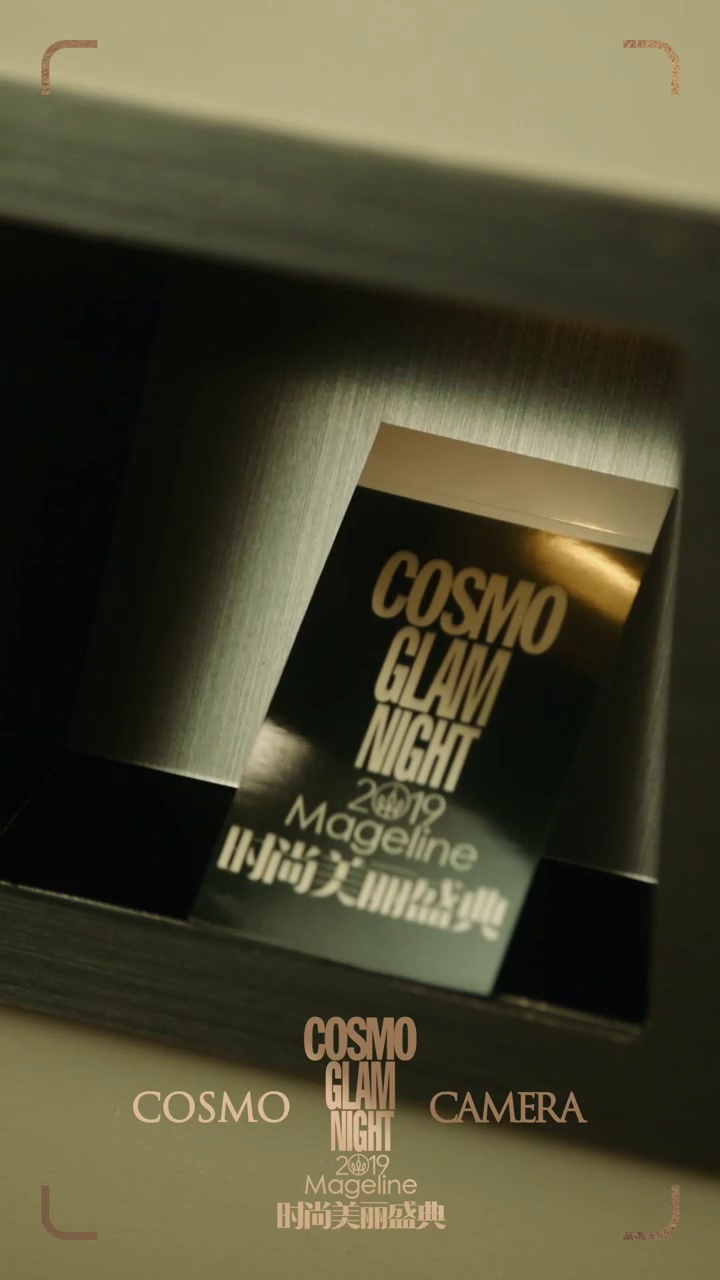 COSMO
GLAM
NIGHT
2019
Mageline
时尚美丽盛典
COSMO
GLAM
NIGHT
COSMO CAMERA
2019
Mageline
时尚美丽盛典